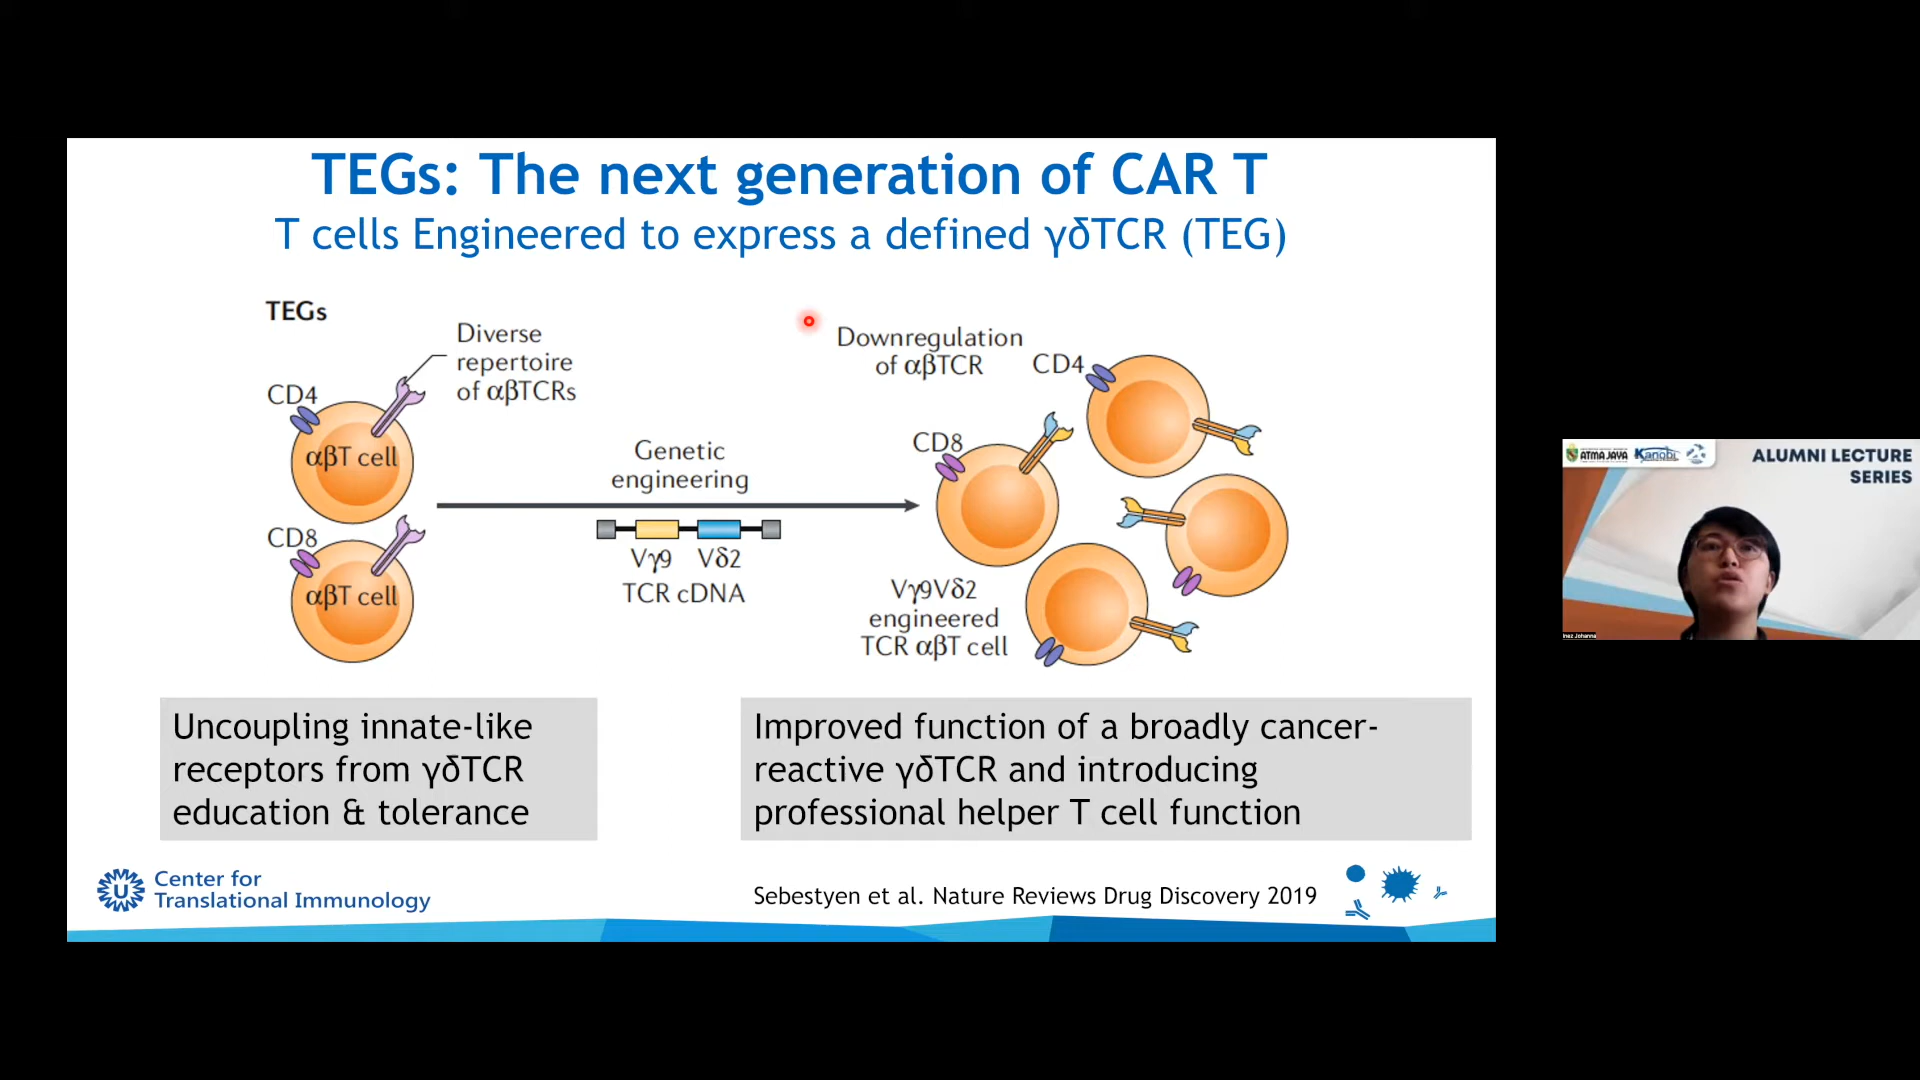 TEGs: The next generation of CAR T
T cells Engineered to express a defined γδTCR (TEG)
TEGs
Diverse
repertoire
of αβTCRs
CD4
αβT cell
CD8
αβT cell
Genetic
engineering
Vγ9 Vδ2
TCR cDNA
Downregulation
of αβTCR
CD4
CD8
Vγ9Vδ2
engineered
TCR αβT cell
Uncoupling innate-like
receptors from γδTCR
education & tolerance
Improved function of a broadly cancer-
reactive γδTCR and introducing
professional helper T cell function
U
Center for
Translational Immunology
Sebestyen et al. Nature Reviews Drug Discovery 2019
ATMA JAYA
Kanobi
ALUMNI LECTURE
SERIES
Inez Johanna